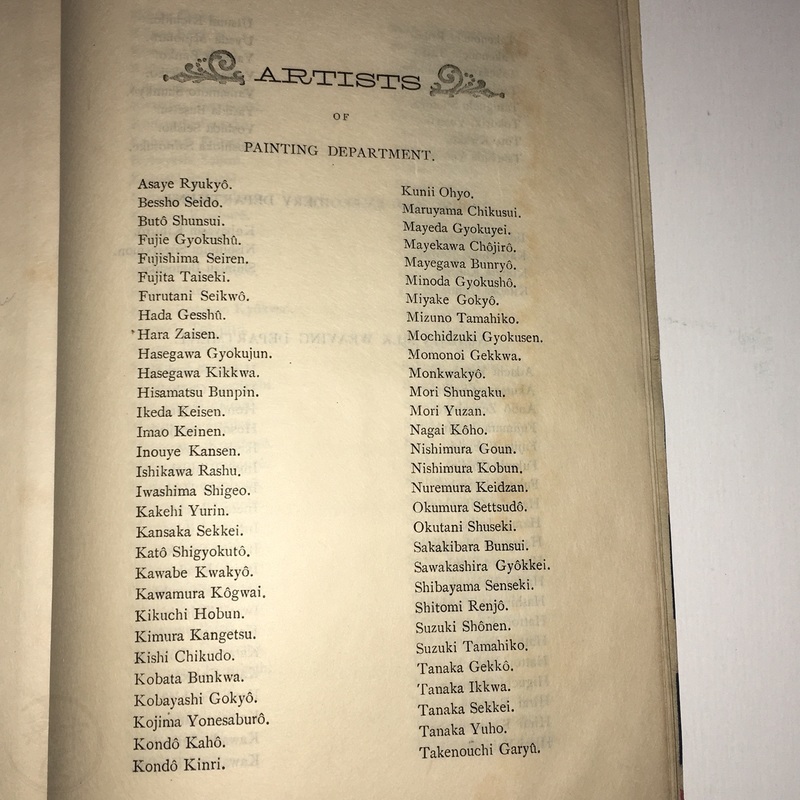 ARTISTS
OF
PAINTING DEPARTMENT.
Asaye Ryukyô.
Bessho Seido.
Butô Shunsui.
Fujie Gyokushû.
Fujishima Seiren.
Fujita Taiseki.
Furutani Seikwô.
Hada Gesshû.
Hara Zaisen.
Hasegawa Gyokujun.
Hasegawa Kikkwa.
Hisamatsu Bunpin.
Ikeda Keisen.
Imao Keinen.
Inouye Kansen.
Ishikawa Rashu.
Iwashima Shigeo.
Kakehi Yurin.
Kansaka Sekkei.
Katô Shigyokutô.
Kawabe Kwakyô.
Kawamura Kôgwai.
Kikuchi Hobun.
Kimura Kangetsu.
Kishi Chikudo.
Kobata Bunkwa.
Kobayashi Gokyô.
Kojima Yonesaburô.
Kondô Kahô.
Kondô Kinri.
Kunii Ohyo.
Maruyama Chikusui.
Mayeda Gyokuyei.
Mayekawa Chôjirô.
Mayegawa Bunryô.
Minoda Gyokushô.
Miyake Gokyô.
Mizuno Tamahiko.
Mochidzuki Gyokusen.
Momonoi Gekkwa.
Monkwakyô.
Mori Shungaku.
Mori Yuzan.
Nagai Kôho.
Nishimura Goun.
Nishimura Kobun.
Nuremura Keidzan.
Okumura Settsudô.
Okutani Shuseki.
Sakakibara Bunsui.
Sawakashira Gyôkkei.
Shibayama Senseki.
Shitomi Renjô.
Suzuki Shônen.
Suzuki Tamahiko.
Tanaka Gekkô.
Tanaka Ikkwa.
Tanaka Sekkei.
Tanaka Yuho.
Takenouchi Garyû.